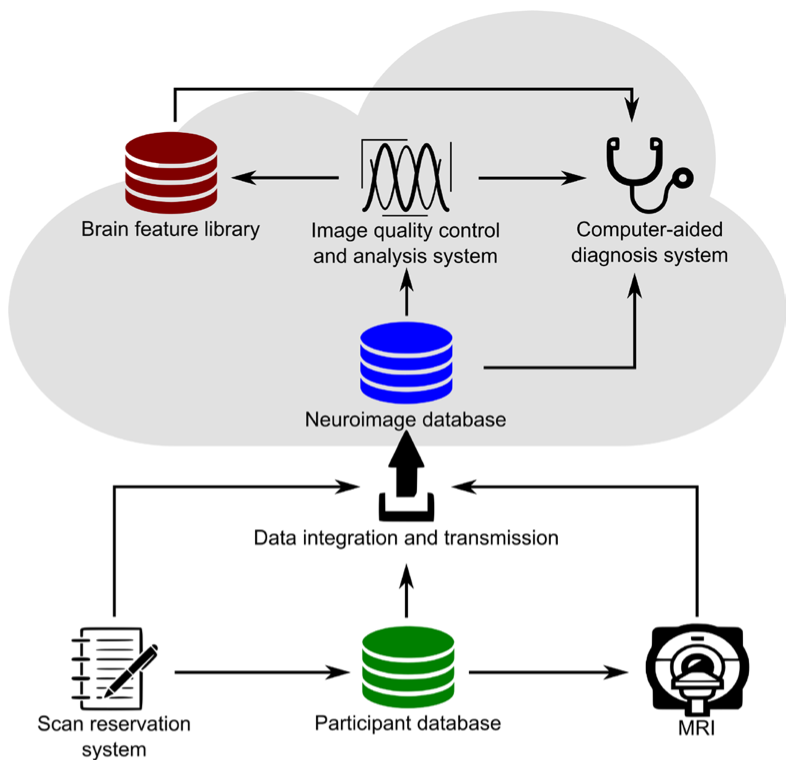 Brain feature library
Image quality control
and analysis system
Computer-aided
diagnosis system
Neuroimage database
Data integration and transmission
Scan reservation
system
Participant database
MRI